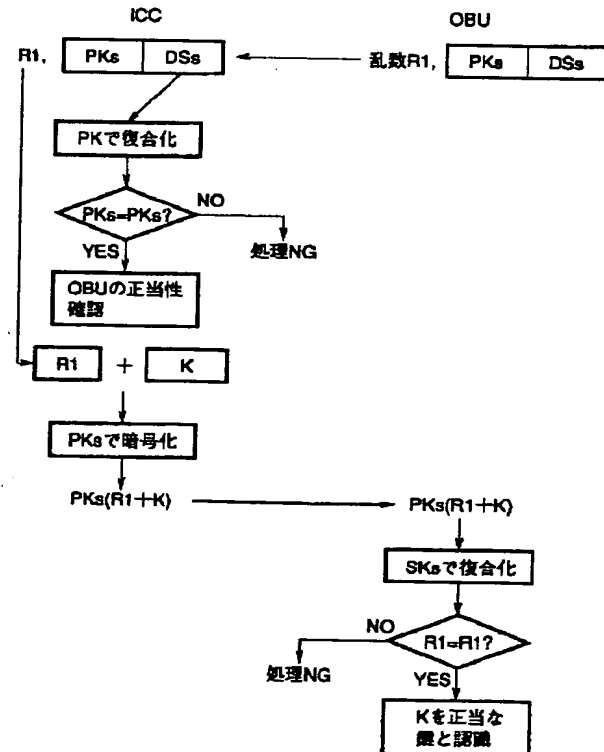 ICC
OBU
R1, PKs DSs
乱数R1, PKs DSs
PKで復合化
PKs=PKs?
NO
YES
処理NG
OBUの正当性
確認
R1 + K
PKsで暗号化
PKs(R1+K)
PKs(R1+K)
SKsで復合化
R1=R1?
NO
処理NG
YES
Kを正当な
鍵と認識